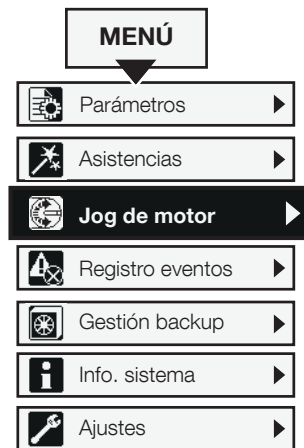 MENÚ
Parámetros
Asistencias
Jog de motor
Registro eventos
Gestión backup
Info. sistema
Ajustes